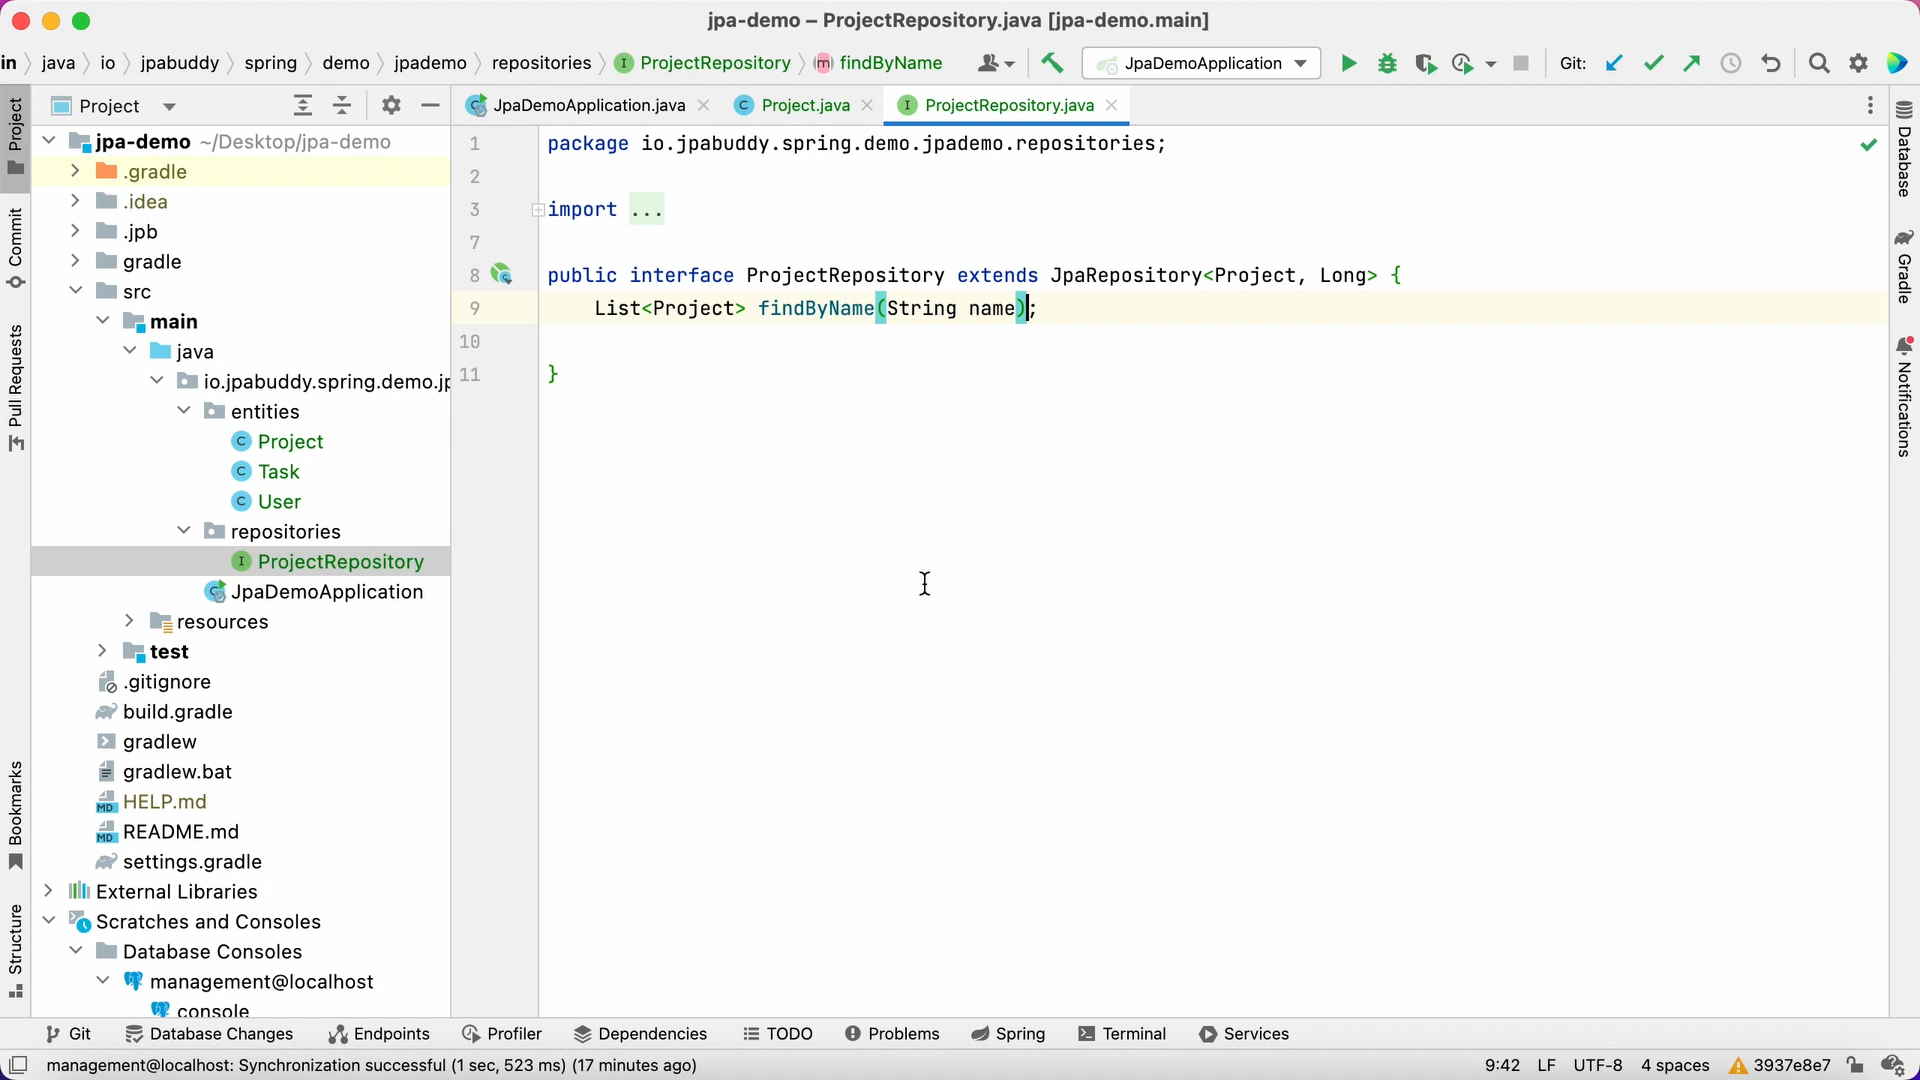 jpa-demo – ProjectRepository.java [jpa-demo.main]
in java io jpabuddy spring demo jpademo repositories I ProjectRepository m findByName JpaDemoApplication Git:
Project JpaDemoApplication.java C Project.java I ProjectRepository.java
Project
Commit
Pull Requests
Bookmarks
Structure
jpa-demo ~/Desktop/jpa-demo
.gradle
.idea
.jpb
gradle
src
main
java
io.jpabuddy.spring.demo.jp
entities
C Project
C Task
C User
repositories
I ProjectRepository
JpaDemoApplication
resources
test
.gitignore
build.gradle
gradlew
gradlew.bat
MD HELP.md
MD README.md
settings.gradle
External Libraries
Scratches and Consoles
Database Consoles
management@localhost
console
1 package io.jpabuddy.spring.demo.jpademo.repositories;
2
3 import ...
7
8 public interface ProjectRepository extends JpaRepository<Project, Long> {
9 List<Project> findByName(String name);
10
11 }
Database
Gradle
Notifications
Git Database Changes Endpoints Profiler Dependencies TODO Problems Spring Terminal Services
management@localhost: Synchronization successful (1 sec, 523 ms) (17 minutes ago) 9:42 LF UTF-8 4 spaces 3937e8e7